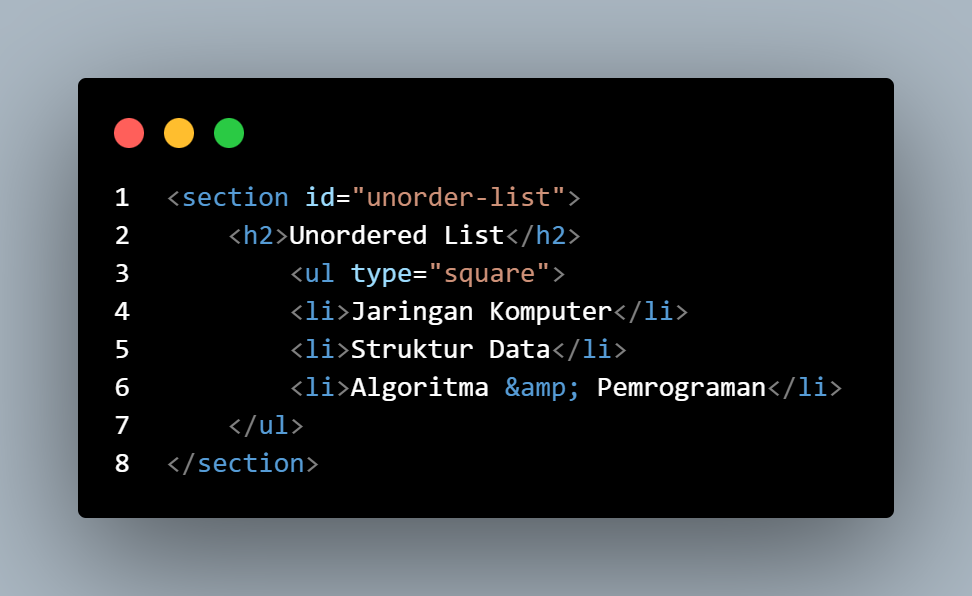 1 <section id="unorder-list">
2     <h2>Unordered List</h2>
3         <ul type="square">
4         <li>Jaringan Komputer</li>
5         <li>Struktur Data</li>
6         <li>Algoritma &amp; Pemrograman</li>
7     </ul>
8 </section>